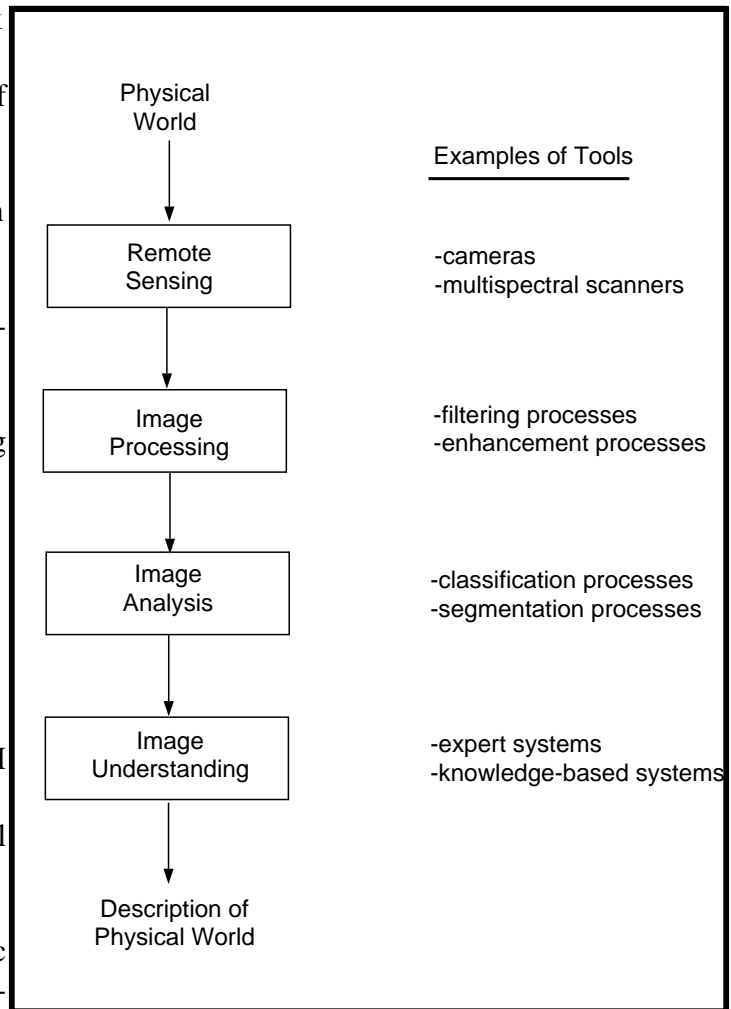 Physical
World
Examples of Tools
Remote
Sensing
-cameras
-multispectral scanners
Image
Processing
-filtering processes
-enhancement processes
Image
Analysis
-classification processes
-segmentation processes
Image
Understanding
-expert systems
-knowledge-based systems
Description of
Physical World